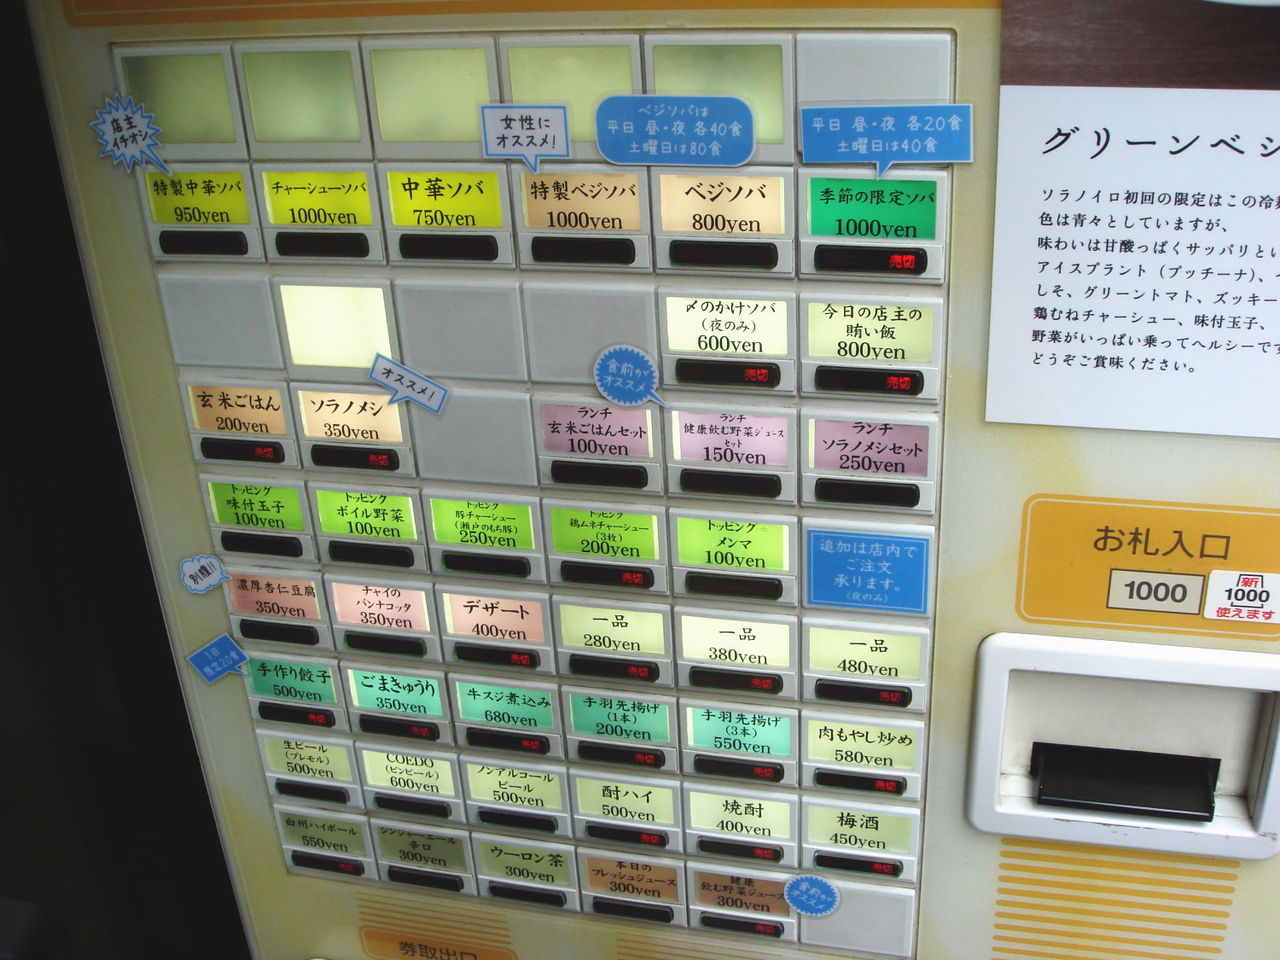 店主
イチオシ
女性に
オススメ!
ベジソバは
平日 昼・夜 各40食
土曜日は80食
平日 昼・夜 各20食
土曜日は40食
特製中華ソバ
950yen
チャーシューソバ
1000yen
中華ソバ
750yen
特製ベジソバ
1000yen
ベジソバ
800yen
季節の限定ソバ
1000yen
売切
〆のかけソバ
(夜のみ)
600yen
売切
今日の店主の
賄い飯
800yen
売切
オススメ!
食前が
オススメ
玄米ごはん
200yen
売切
ソラノメシ
350yen
売切
ランチ
玄米ごはんセット
100yen
ランチ
健康飲む野菜ジュース
セット
150yen
ランチ
ソラノメシセット
250yen
トッピング
味付玉子
100yen
トッピング
ボイル野菜
100yen
トッピング
豚チャーシュー
(瀬戸のもち豚)
250yen
トッピング
鶏ムネチャーシュー
(3枚)
200yen
売切
トッピング
メンマ
100yen
追加は店内で
ご注文
承ります。
(夜のみ)
別腹!!
濃厚杏仁豆腐
350yen
チャイの
パンナコッタ
350yen
デザート
400yen
売切
一品
280yen
売切
一品
380yen
売切
一品
480yen
売切
1日
限定20食
手作り餃子
500yen
売切
ごまきゅうり
350yen
売切
牛スジ煮込み
680yen
売切
手羽先揚げ
(1本)
200yen
売切
手羽先揚げ
(3本)
550yen
売切
肉もやし炒め
580yen
売切
生ビール
(プレモル)
500yen
COEDO
(ビンビール)
600yen
ノンアルコール
ビール
500yen
酎ハイ
500yen
売切
焼酎
400yen
売切
梅酒
450yen
売切
白州ハイボール
550yen
売切
ジンジャーエール
辛口
300yen
ウーロン茶
300yen
本日の
フレッシュジュース
300yen
健康
飲む野菜ジュース
300yen
売切
食前が
オススメ
券取出口
グリーンベジ
ソラノイロ初回の限定はこの冷
色は青々としていますが、
味わいは甘酸っぱくサッパリとい
アイスプラント（プッチーナ）、
しそ、グリーントマト、ズッキー
鶏むねチャーシュー、味付玉子、
野菜がいっぱい乗ってヘルシーです
どうぞご賞味ください。
お札入口
1000
新
1000
使えます